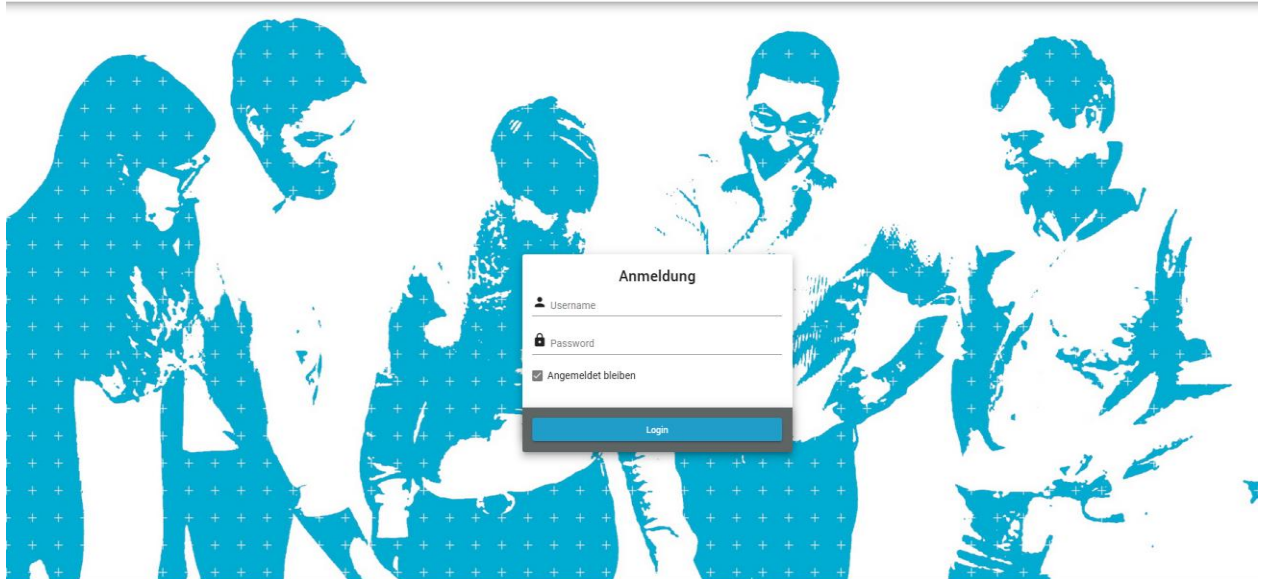 Anmeldung
Username
Password
Angemeldet bleiben
Login